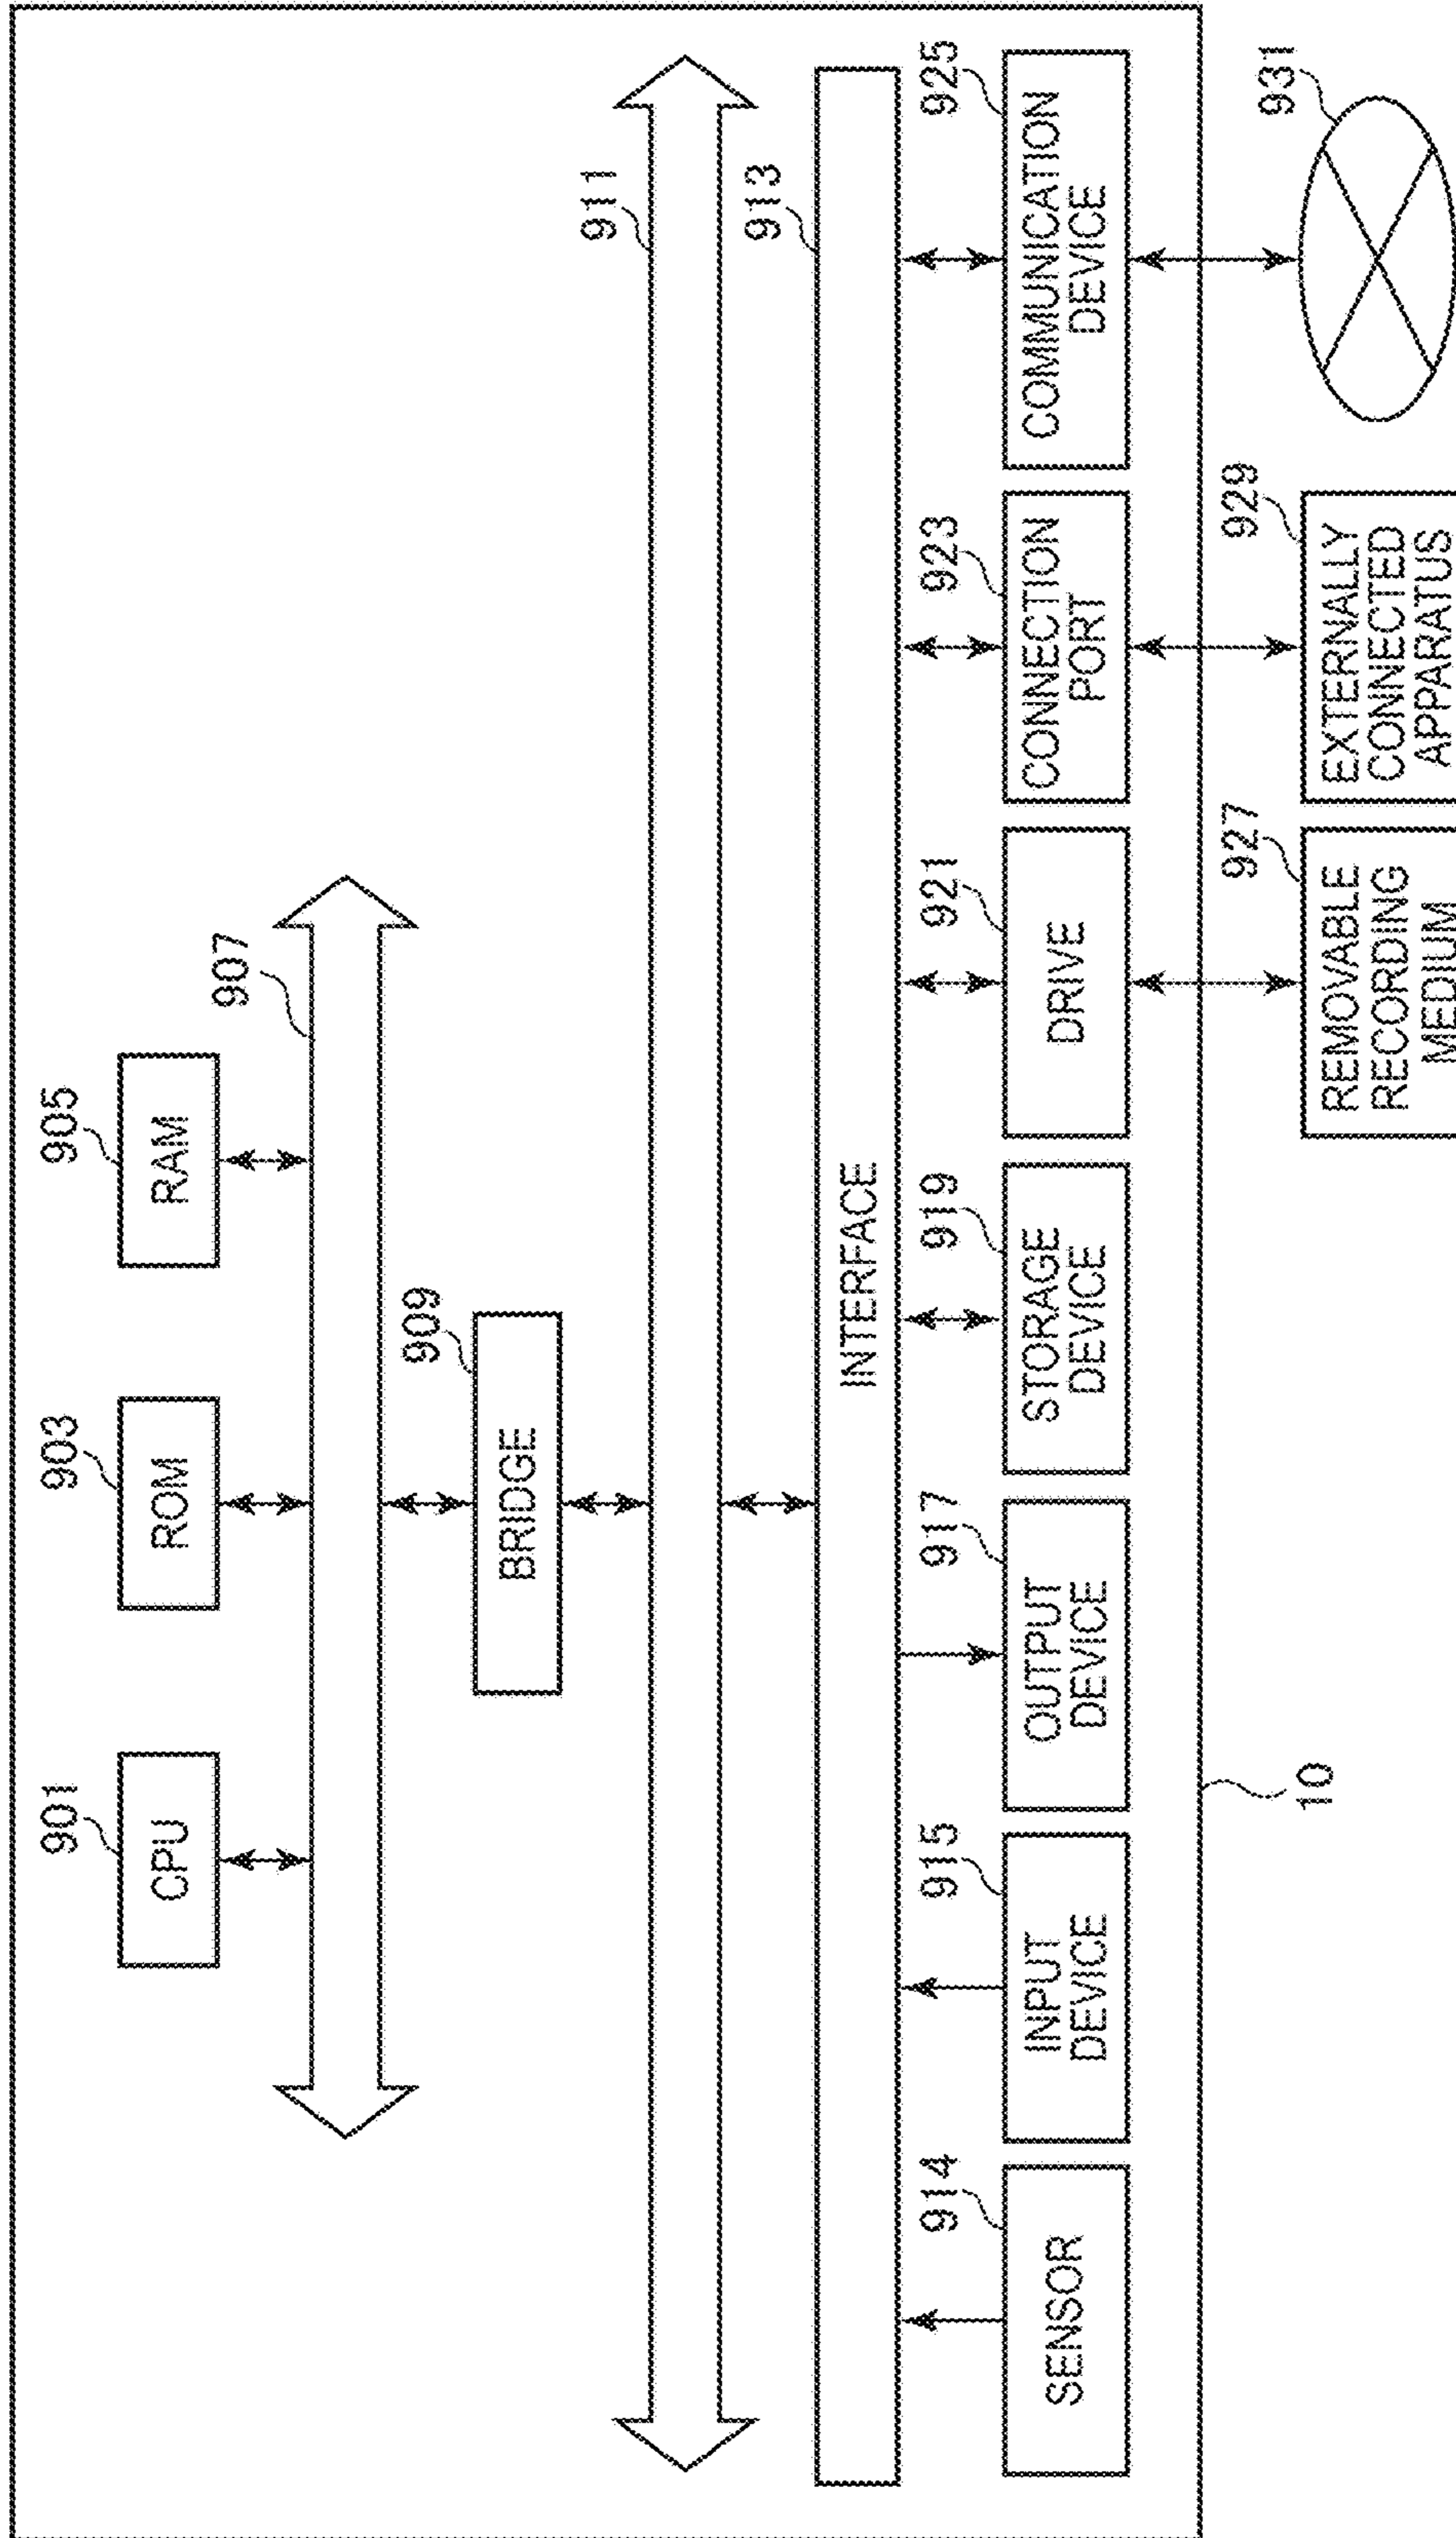 901
CPU
903
ROM
905
RAM
907
909
BRIDGE
911
913
INTERFACE
914
SENSOR
915
INPUT
DEVICE
917
OUTPUT
DEVICE
919
STORAGE
DEVICE
921
DRIVE
923
CONNECTION
PORT
925
COMMUNICATION
DEVICE
10
927
REMOVABLE
RECORDING
MEDIUM
929
EXTERNALLY
CONNECTED
APPARATUS
931